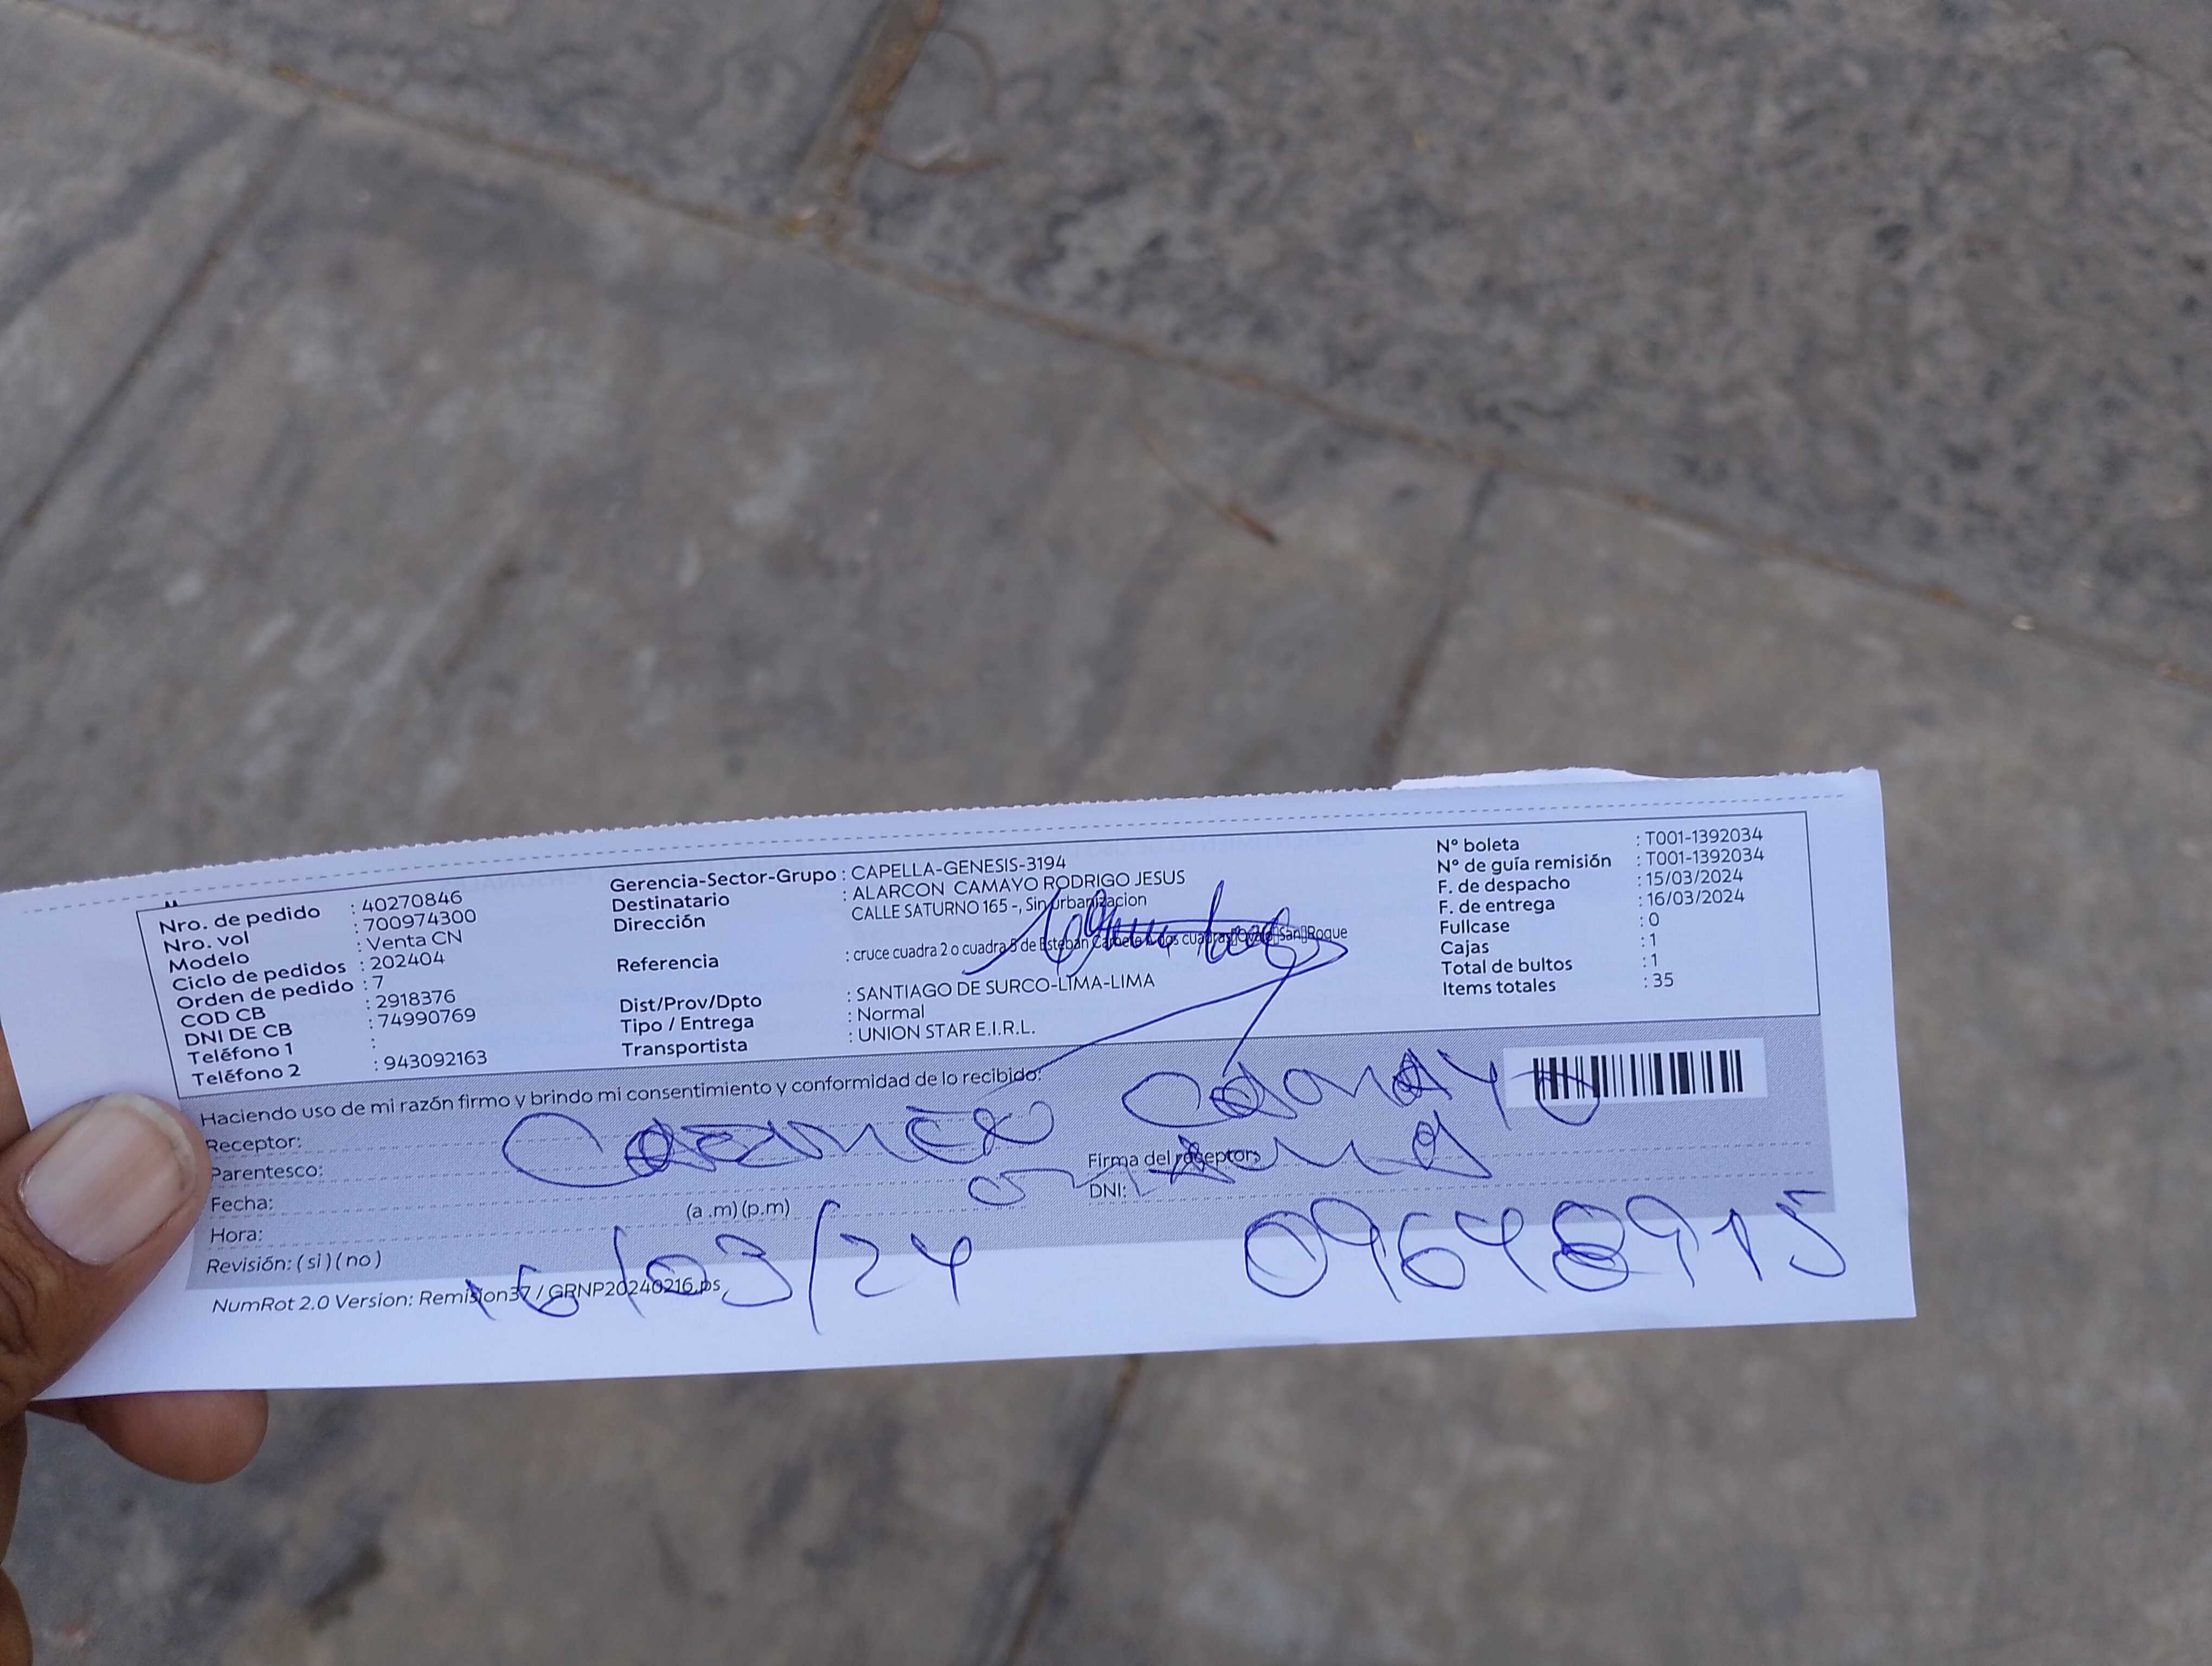 Nro. de pedido : 40270846
Nro. vol : 700974300
Modelo : Venta CN
Ciclo de pedidos : 202404
Orden de pedido : 7
COD CB : 2918376
DNI DE CB : 74990769
Teléfono 1 :
Teléfono 2 : 943092163
Gerencia-Sector-Grupo : CAPELLA-GENESIS-3194
Destinatario : ALARCON CAMAYO RODRIGO JESUS
Dirección CALLE SATURNO 165 -, Sin urbanizacion
Referencia : cruce cuadra 2 o cuadra 5 de Esteban dos cuadras San Roque
Dist/Prov/Dpto : SANTIAGO DE SURCO-LIMA-LIMA
Tipo / Entrega : Normal
Transportista : UNION STAR E.I.R.L.
N° boleta : T001-1392034
N° de guía remisión : T001-1392034
F. de despacho : 15/03/2024
F. de entrega : 16/03/2024
Fullcase : 0
Cajas : 1
Total de bultos : 1
Items totales : 35
Haciendo uso de mi razón firmo y brindo mi consentimiento y conformidad de lo recibido:
Receptor: Camayo
Parentesco:
Firma del receptor:
Fecha:
DNI:
Hora: (a .m) (p.m)
16/03/24
09648915
Revisión: ( si ) ( no )
NumRot 2.0 Version: Remision37 / GRNP20240216.ps